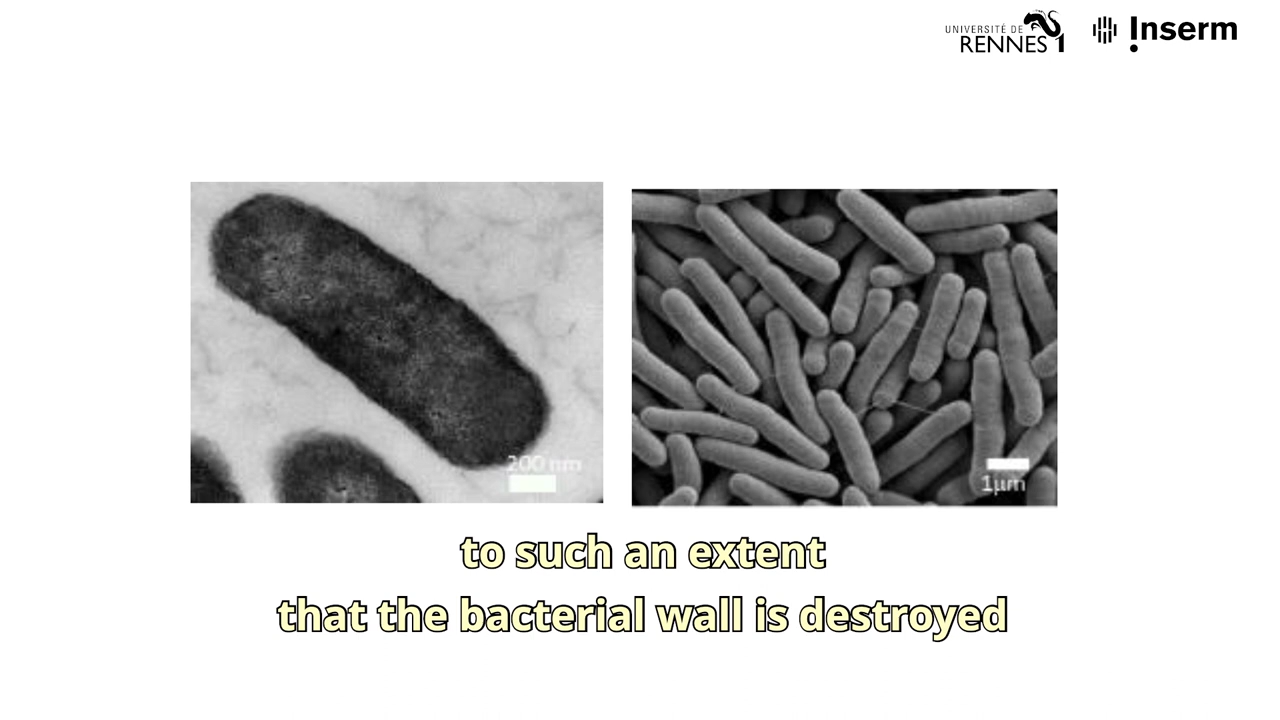 UNIVERSITÉ DE
RENNES 1
Inserm
200 nm
1µm
to such an extent
that the bacterial wall is destroyed